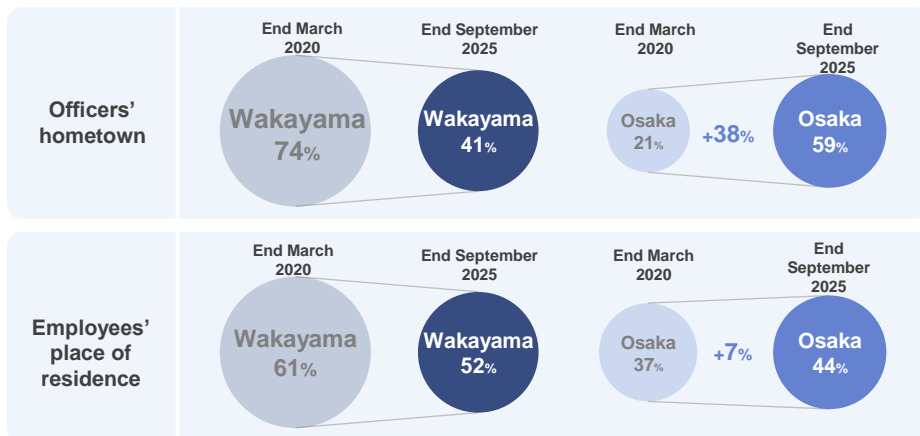 Officers'
hometown
End March
2020
Wakayama
74%
End September
2025
Wakayama
41%
End March
2020
Osaka
21%
+38%
End
September
2025
Osaka
59%
Employees'
place of
residence
End March
2020
Wakayama
61%
End September
2025
Wakayama
52%
End March
2020
Osaka
37%
+7%
End
September
2025
Osaka
44%